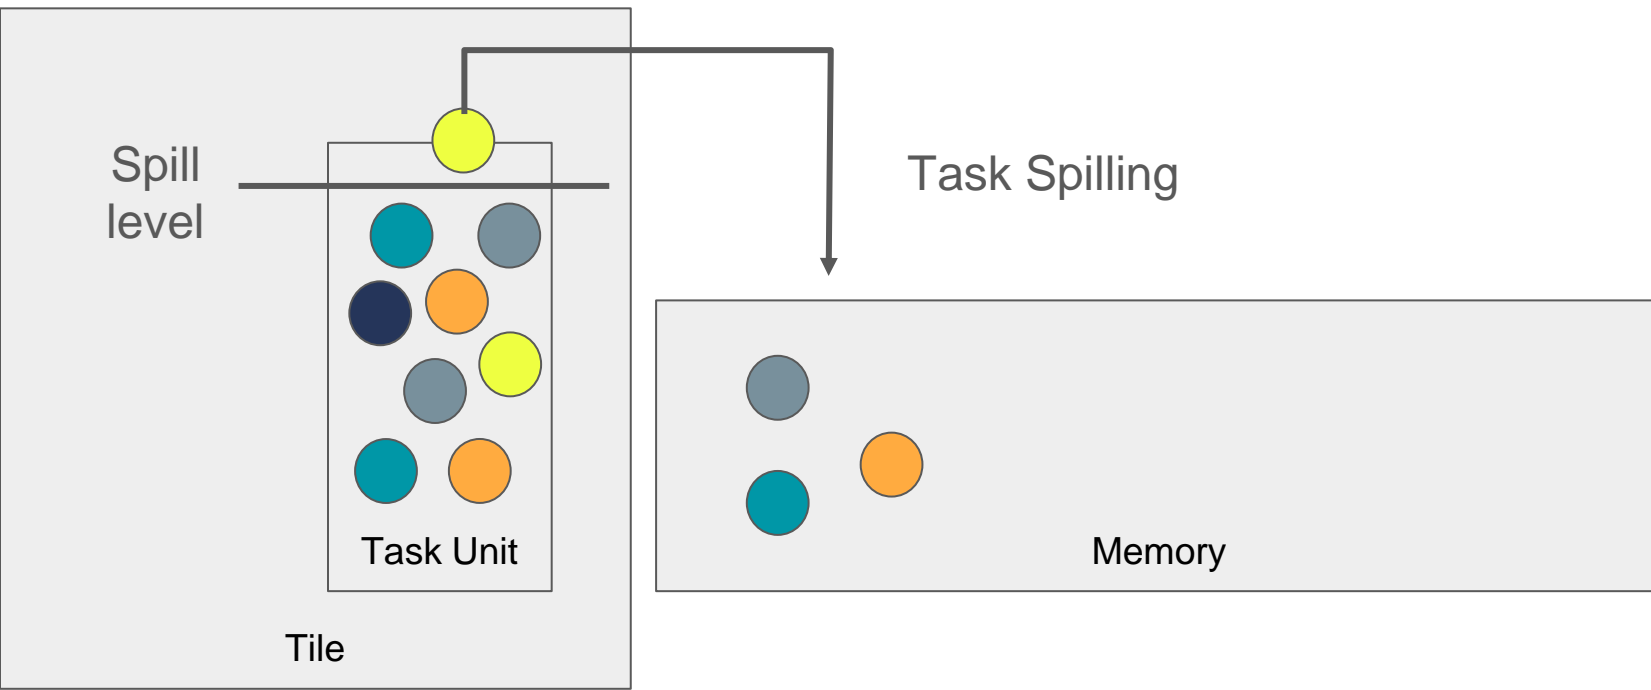 Spill
level
Task Spilling
Task Unit
Memory
Tile